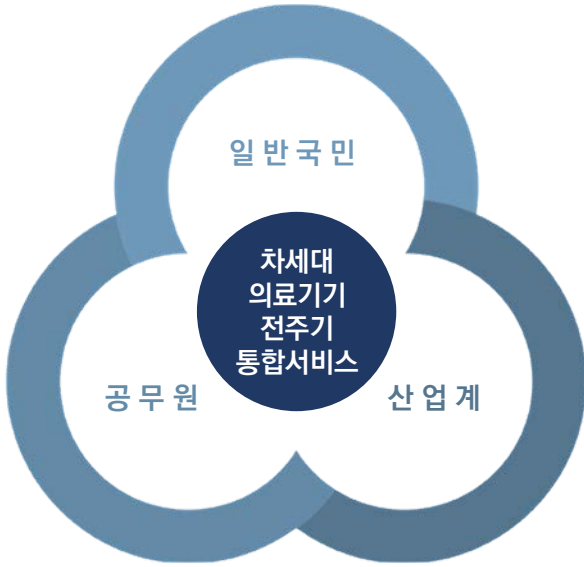 일반국민
차세대
의료기기
전주기
통합서비스
공무원
산업계